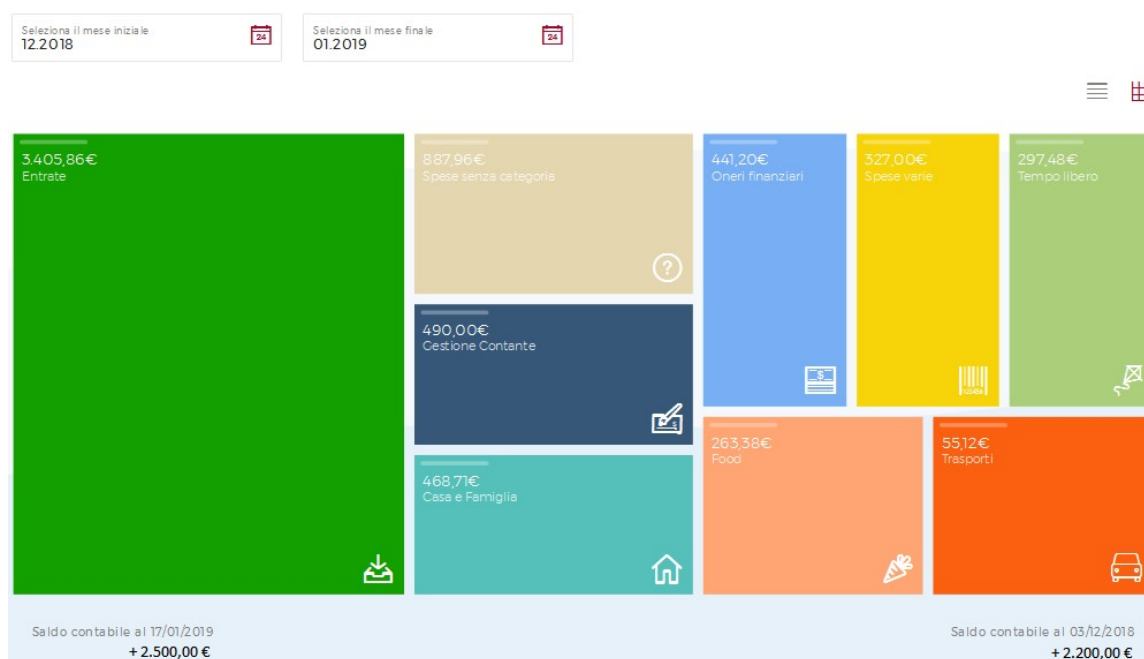 Seleziona il mese iniziale
12.2018
24
Seleziona il mese finale
01.2019
24
3.405,86€
Entrate
887,96€
Spese senza categoria
?
490,00€
Gestione Contante
468,71€
Casa e Famiglia
441,20€
Oneri finanziari
$
327,00€
Spese varie
297,48€
Tempo libero
263,38€
Food
55,12€
Trasporti
Saldo contabile al 17/01/2019
+ 2.500,00 €
Saldo contabile al 03/12/2018
+ 2.200,00 €